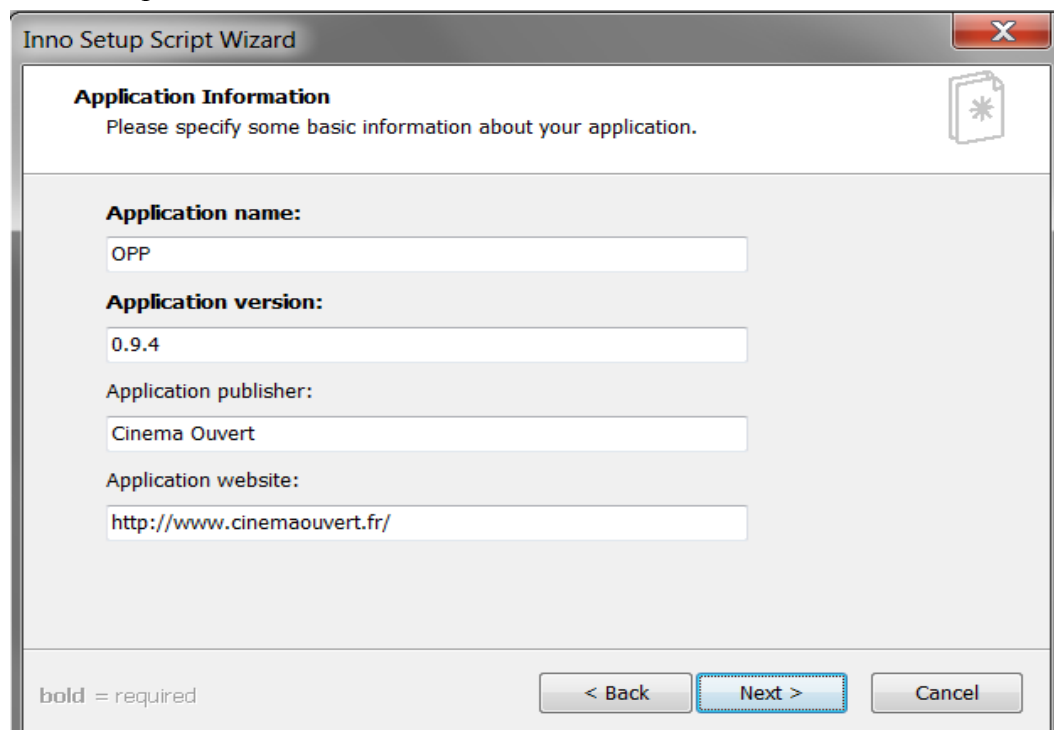 Inno Setup Script Wizard
Application Information
Please specify some basic information about your application.
Application name:
OPP
Application version:
0.9.4
Application publisher:
Cinema Ouvert
Application website:
http://www.cinemaouvert.fr/
bold = required
< Back Next > Cancel